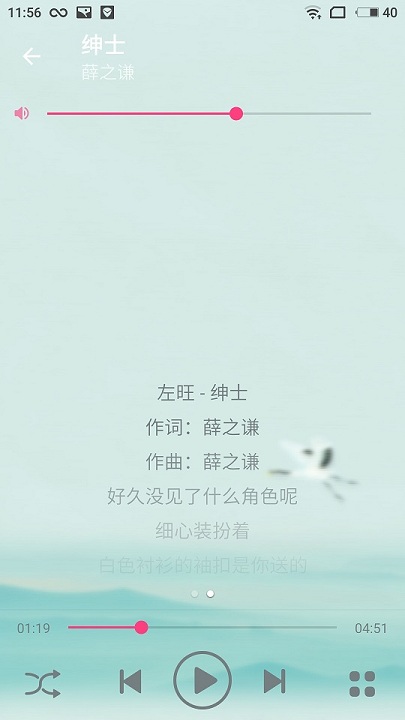 11:56
40
绅士
薛之谦
左旺 - 绅士
作词：薛之谦
作曲：薛之谦
好久没见了什么角色呢
细心装扮着
白色衬衫的袖扣是你送的
01:19
04:51